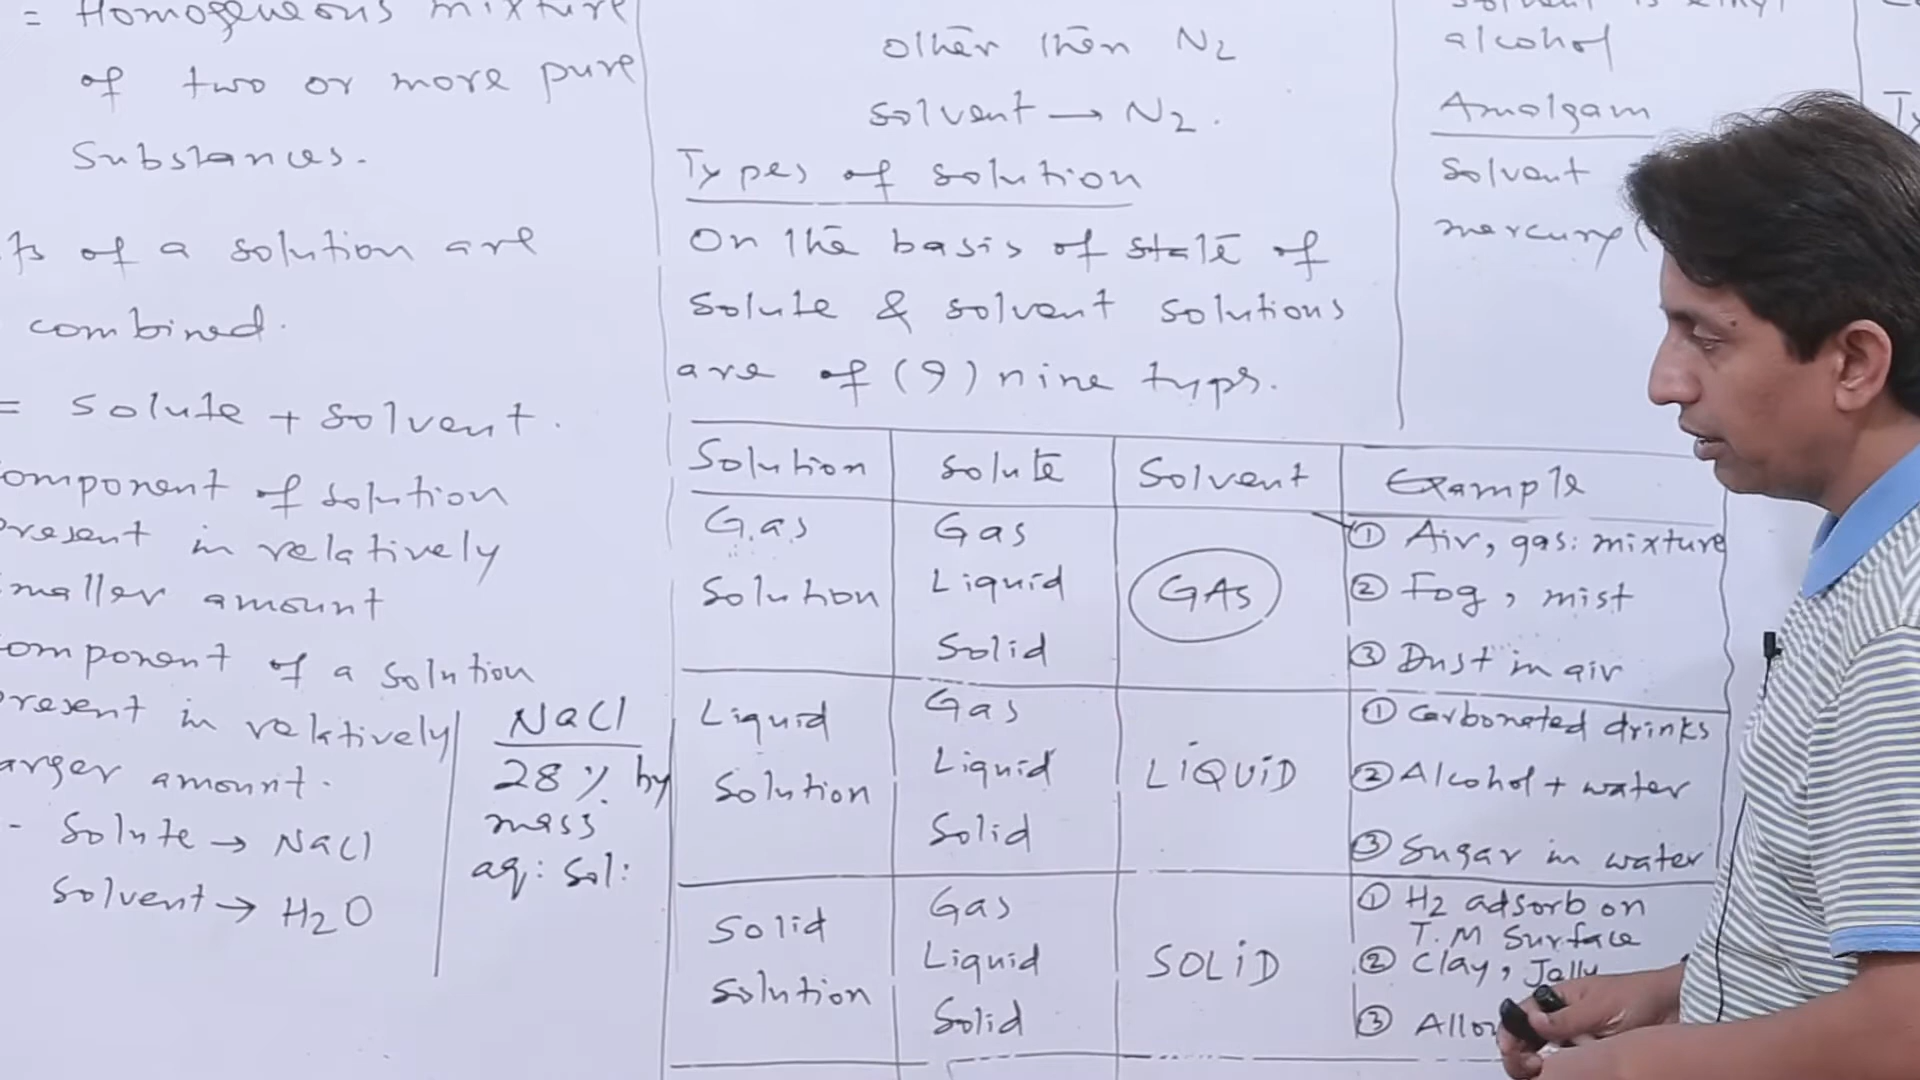 = Homogeneous mixture
of two or more pure
Substances.
ts of a solution are
combined.
= solute + solvent.
omponent of solution
resent in relatively
maller amount
omponent of a solution
resent in relatively
arger amount.
- Solute → NaCl
Solvent → H2O
NaCl
28% by
mass
aq: sol:
other then N2
solvent → N2.
Types of solution
On the basis of state of
solute & solvent solutions
are of (9) nine typs.
Solution Solute Solvent Example
Gas Solution
Gas
Liquid
Solid
GAS
① Air, gas: mixture
② Fog, mist
③ Dust in air
Liquid Solution
Gas
Liquid
Solid
LIQUID
① Carbonated drinks
② Alcohol + water
③ Sugar in water
Solid Solution
Gas
Liquid
Solid
SOLID
① H2 adsorb on
T.M Surface
② Clay, Jelly
③ Alloy
alcohol
Amalgam
Solvent
mercury (